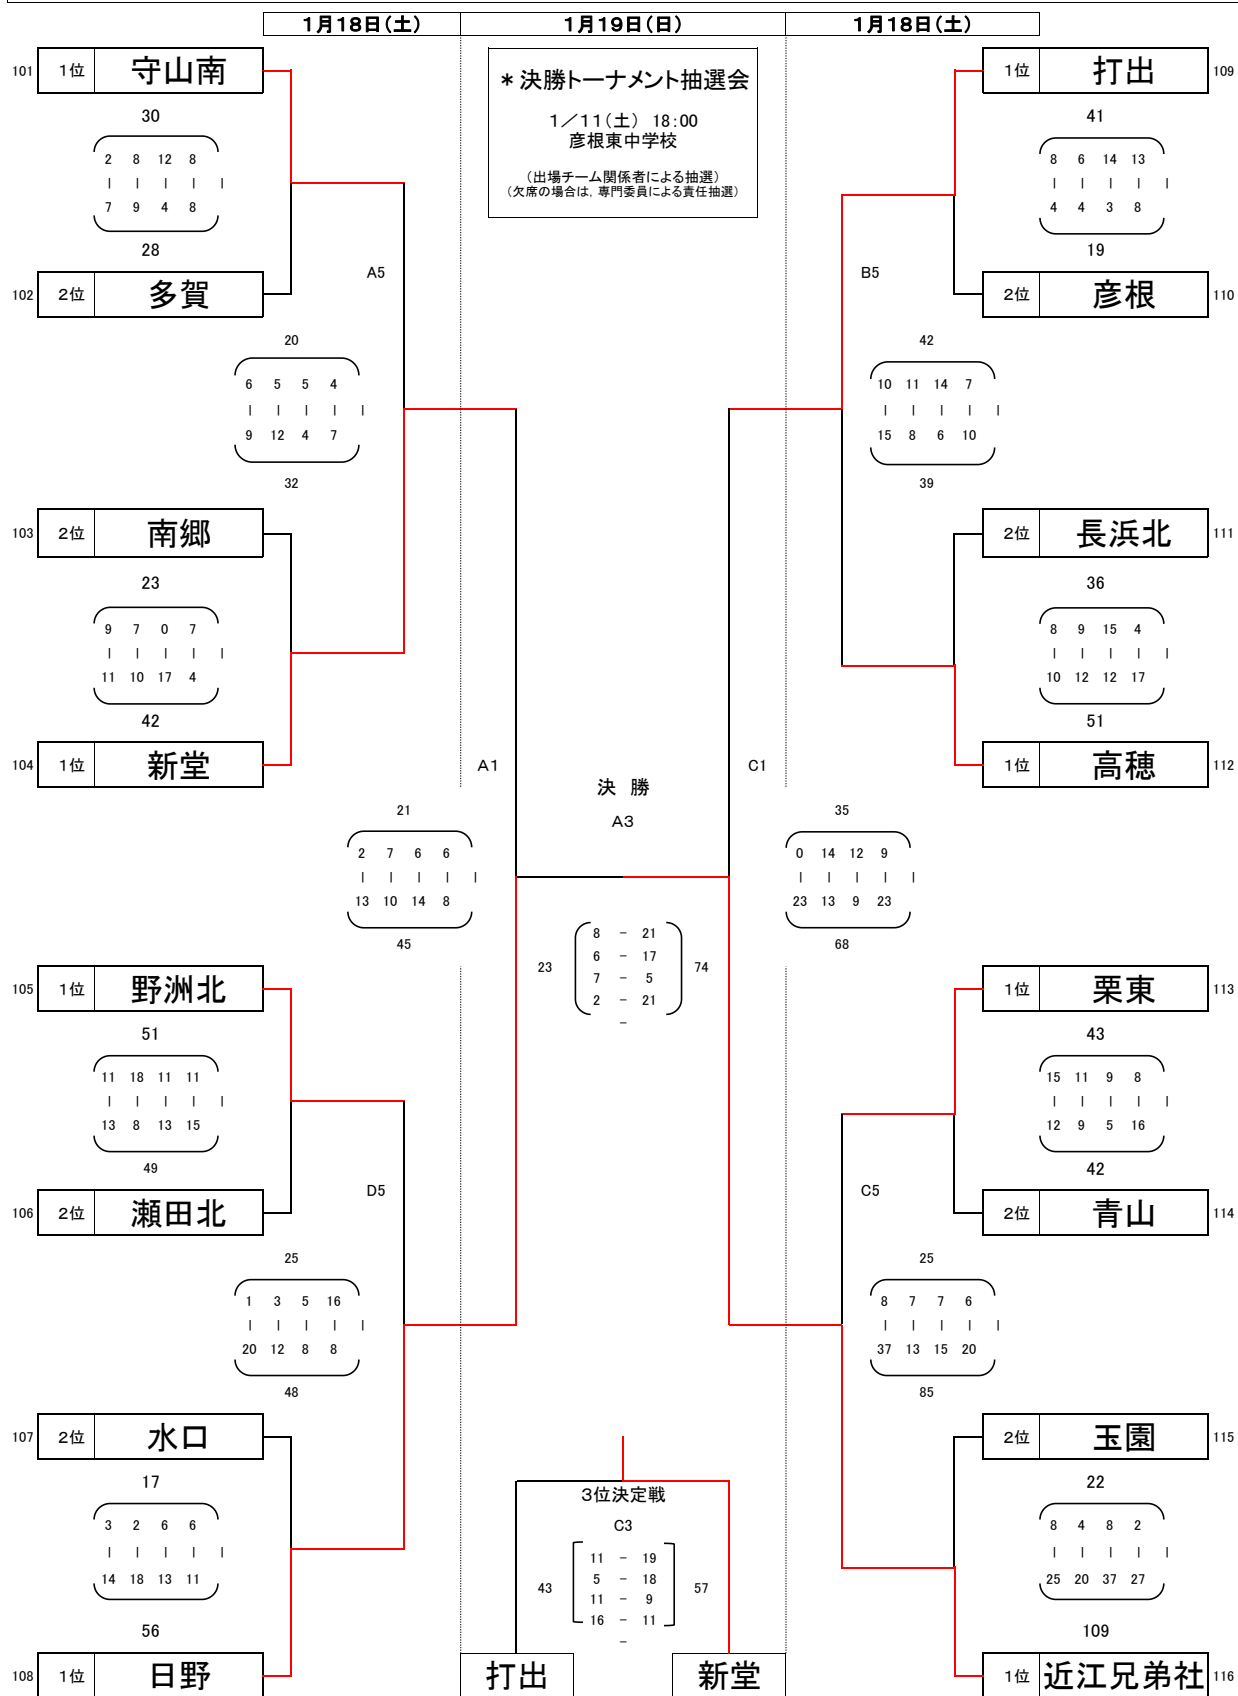 1月18日(土) 1月19日(日) 1月18日(土)
*決勝トーナメント抽選会
1／11(土) 18:00
彦根東中学校
(出場チーム関係者による抽選)
(欠席の場合は, 専門委員による責任抽選)
101 1位 守山南
30
2 8 12 8
| | | | |
7 9 4 8
28
102 2位 多賀
A5
20
6 5 5 4
| | | | |
9 12 4 7
32
103 2位 南郷
23
9 7 0 7
| | | | |
11 10 17 4
42
104 1位 新堂
A1
21
2 7 6 6
| | | | |
13 10 14 8
45
105 1位 野洲北
51
11 18 11 11
| | | | |
13 8 13 15
49
106 2位 瀬田北
D5
25
1 3 5 16
| | | | |
20 12 8 8
48
107 2位 水口
17
3 2 6 6
| | | | |
14 18 13 11
56
108 1位 日野
決 勝
A3
23
8 - 21
6 - 17
7 - 5
2 - 21
-
74
3位決定戦
C3
43
11 - 19
5 - 18
11 - 9
16 - 11
-
57
打出 新堂
1位 打出 109
41
8 6 14 13
| | | | |
4 4 3 8
19
2位 彦根 110
B5
42
10 11 14 7
| | | | |
15 8 6 10
39
2位 長浜北 111
36
8 9 15 4
| | | | |
10 12 12 17
51
1位 高穂 112
C1
35
0 14 12 9
| | | | |
23 13 9 23
68
1位 栗東 113
43
15 11 9 8
| | | | |
12 9 5 16
42
2位 青山 114
C5
25
8 7 7 6
| | | | |
37 13 15 20
85
2位 玉園 115
22
8 4 8 2
| | | | |
25 20 37 27
109
1位 近江兄弟社 116